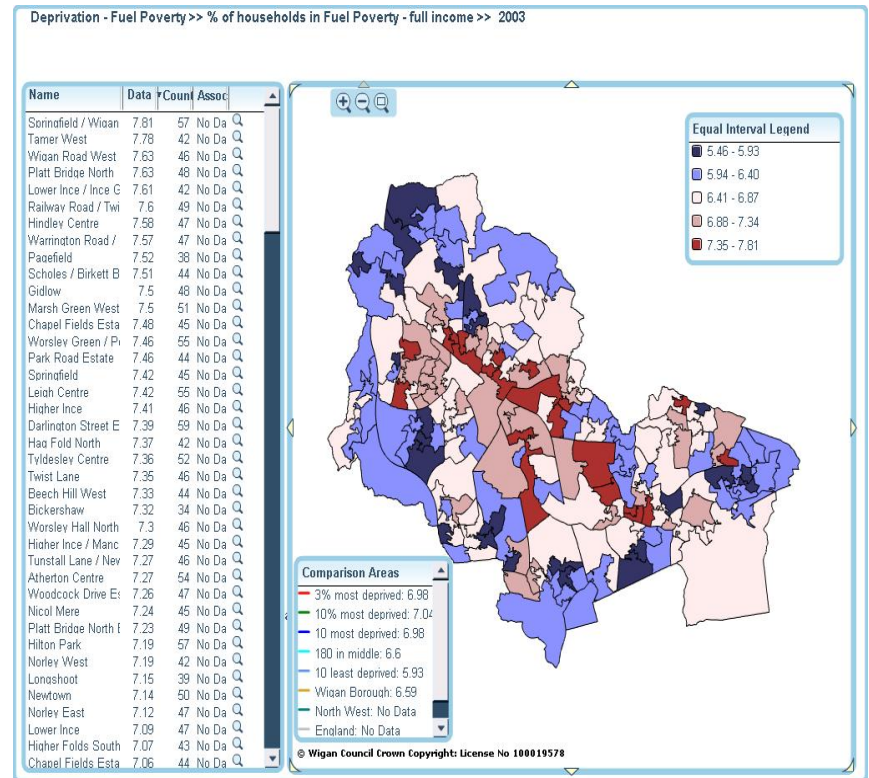 Deprivation - Fuel Poverty >> % of households in Fuel Poverty - full income >> 2003
Name Data Count Assoc
Springfield / Wigan 7.81 57 No Da
Tamer West 7.78 42 No Da
Wigan Road West 7.63 46 No Da
Platt Bridge North 7.63 48 No Da
Lower Ince / Ince G 7.61 42 No Da
Railway Road / Twi 7.6 49 No Da
Hindley Centre 7.58 47 No Da
Warrington Road / 7.57 47 No Da
Pagefield 7.52 38 No Da
Scholes / Birkett B 7.51 44 No Da
Gidlow 7.5 48 No Da
Marsh Green West 7.5 51 No Da
Chapel Fields Esta 7.48 45 No Da
Worsley Green / P 7.46 55 No Da
Park Road Estate 7.46 44 No Da
Springfield 7.42 45 No Da
Leigh Centre 7.42 55 No Da
Higher Ince 7.41 46 No Da
Darlington Street E 7.39 59 No Da
Hag Fold North 7.37 42 No Da
Tyldesley Centre 7.36 52 No Da
Twist Lane 7.35 46 No Da
Beech Hill West 7.33 44 No Da
Bickershaw 7.32 34 No Da
Worsley Hall North 7.3 46 No Da
Higher Ince / Manc 7.29 45 No Da
Tunstall Lane / Nev 7.27 46 No Da
Atherton Centre 7.27 54 No Da
Woodcock Drive Es 7.26 47 No Da
Nicol Mere 7.24 45 No Da
Platt Bridge North E 7.23 49 No Da
Hilton Park 7.19 57 No Da
Norley West 7.19 42 No Da
Longshoot 7.15 39 No Da
Newtown 7.14 50 No Da
Norley East 7.12 47 No Da
Lower Ince 7.09 47 No Da
Higher Folds South 7.07 43 No Da
Chapel Fields Esta 7.06 44 No Da
Equal Interval Legend
5.46 - 5.93
5.94 - 6.40
6.41 - 6.87
6.88 - 7.34
7.35 - 7.81
Comparison Areas
3% most deprived: 6.98
10% most deprived: 7.04
10 most deprived: 6.98
180 in middle: 6.6
10 least deprived: 5.93
Wigan Borough: 6.59
North West: No Data
England: No Data
© Wigan Council Crown Copyright: License No 100019578